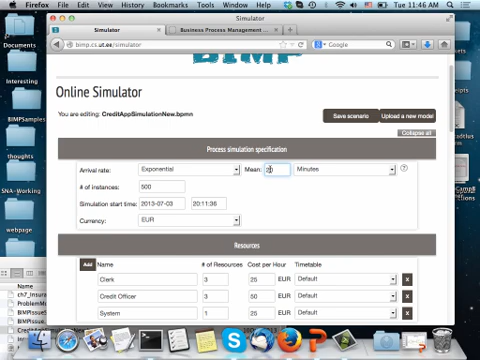 Firefox File Edit View History Bookmarks Tools Window Help Tue 11:46 AM
Simulator
Simulator Business Process Management ...
bimp.cs.ut.ee/simulator Google
BIMP
Online Simulator
You are editing: CreditAppSimulationNew.bpmn Save scenario Upload a new model
Collapse all
Process simulation specification
Arrival rate: Exponential Mean: 20 Minutes
# of instances: 500
Simulation start time: 2013-07-03 20:11:36
Currency: EUR
Resources
Add Name # of Resources Cost per Hour Timetable
Clerk 3 25 EUR Default X
Credit Officer 3 50 EUR Default X
System 1 25 EUR Default X
Documents
Interesting
BIMPSamples
thoughts
SNA-Working
webpage
Name